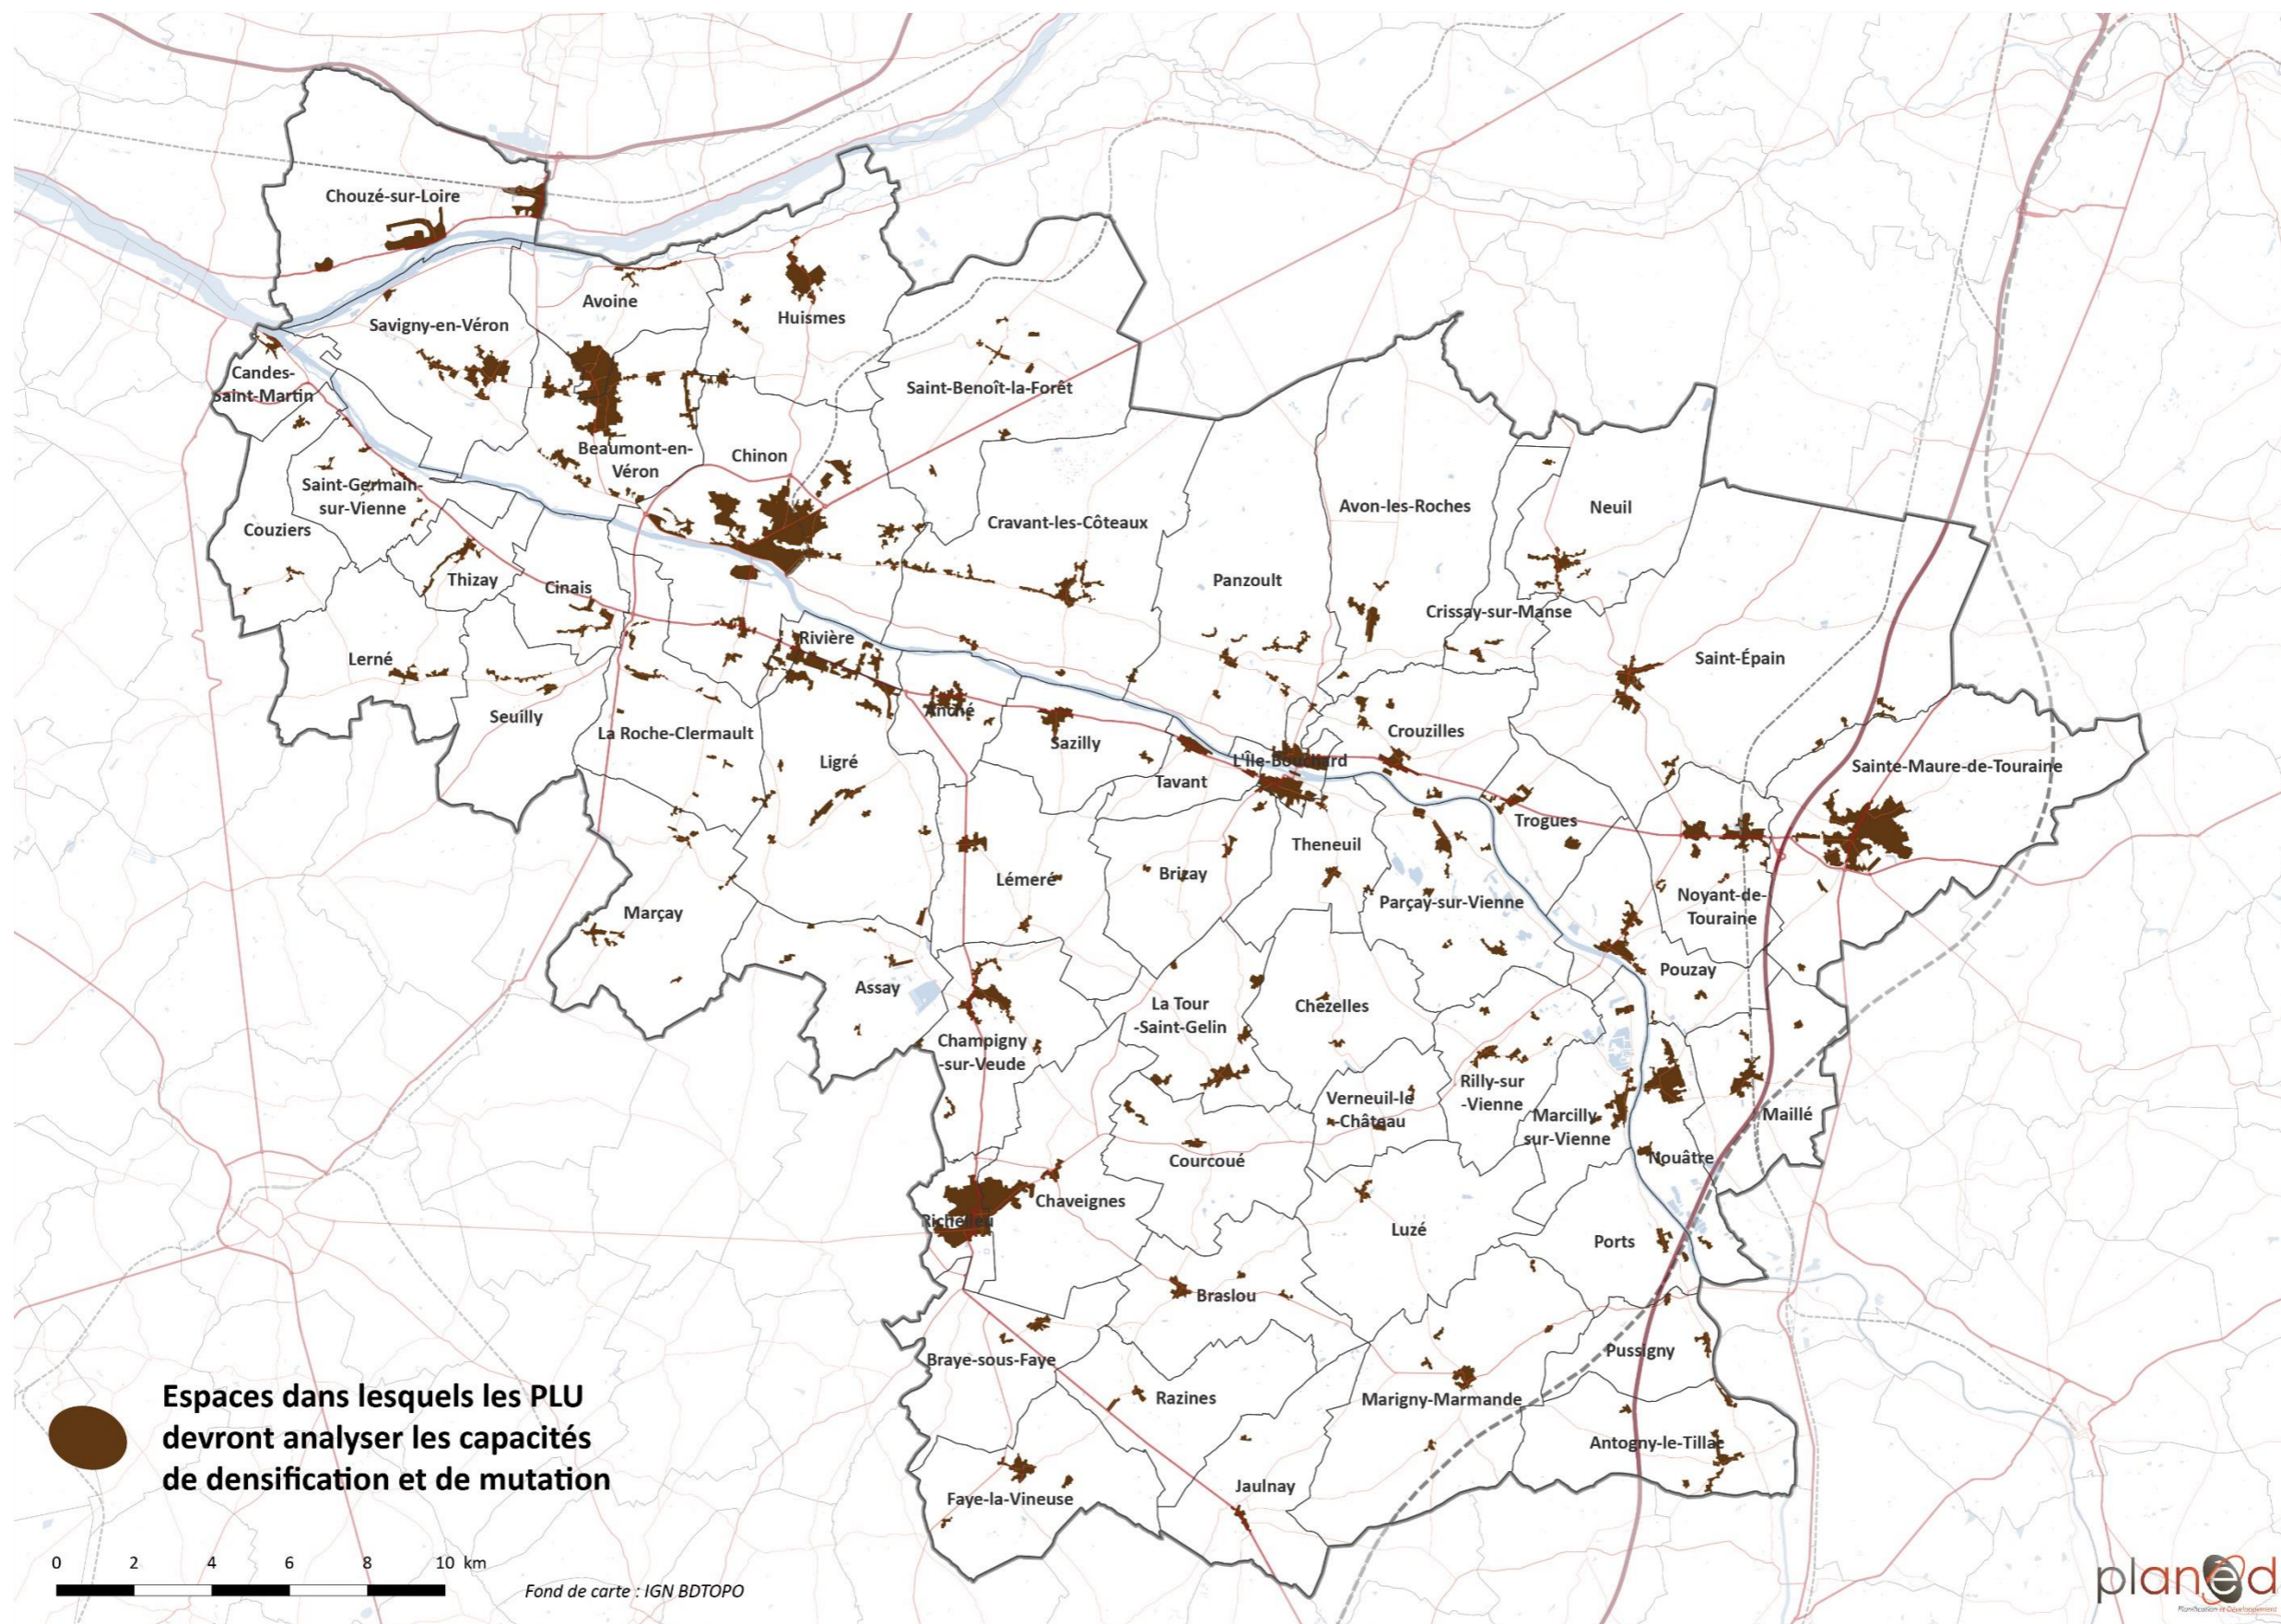 Chouzé-sur-Loire
Avoine
Huismes
Savigny-en-Véron
Candes-
Saint-Martin
Saint-Benoît-la-Forêt
Beaumont-en-
Véron
Chinon
Saint-Germain-
sur-Vienne
Couziers
Cravant-les-Côteaux
Avon-les-Roches
Neuil
Thizay
Cinais
Panzoult
Crissay-sur-Manse
Rivière
Lerné
Saint-Épain
Seuilly
Anché
La Roche-Clermault
Sazilly
Crouzilles
Ligré
L'Île-Bouchard
Sainte-Maure-de-Touraine
Tavant
Trogues
Theneuil
Lémeré
Brizay
Parçay-sur-Vienne
Noyant-de-
Touraine
Marçay
Pouzay
Assay
La Tour
-Saint-Gelin
Chezelles
Champigny
-sur-Veude
Rilly-sur
-Vienne
Verneuil-le
-Château
Marcilly-
sur-Vienne
Maillé
Courcoué
Nouâtre
Chaveignes
Richelieu
Luzé
Ports
Braslou
Braye-sous-Faye
Pussigny
Razines
Marigny-Marmande
Antogny-le-Tillac
Jaulnay
Faye-la-Vineuse
Espaces dans lesquels les PLU
devront analyser les capacités
de densification et de mutation
0 2 4 6 8 10 km
Fond de carte : IGN BDTOPO
planed
Planification et Développement